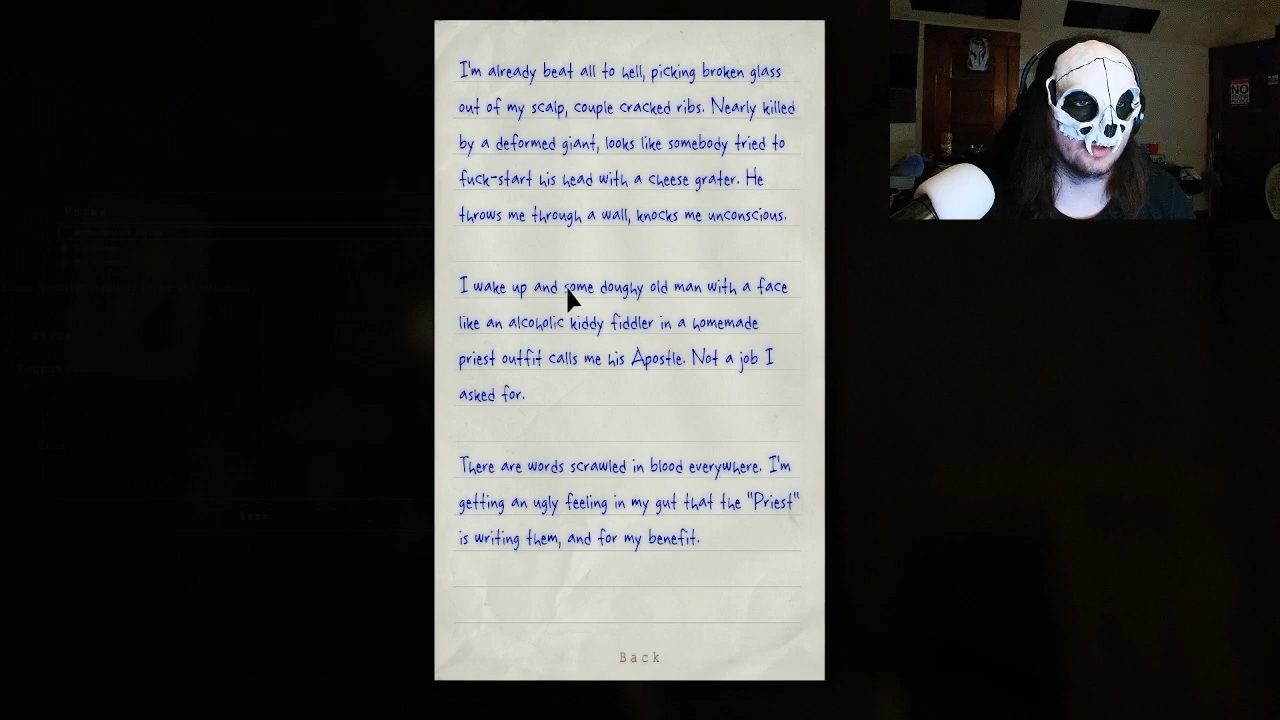 I'm already beat all to hell, picking broken glass
out of my scalp, couple cracked ribs. Nearly killed
by a deformed giant, looks like somebody tried to
fuck-start his head with a cheese grater. He
throws me through a wall, knocks me unconscious.
I wake up and some doughy old man with a face
like an alcoholic kiddy fiddler in a homemade
priest outfit calls me his Apostle. Not a job I
asked for.
There are words scrawled in blood everywhere. I'm
getting an ugly feeling in my gut that the "Priest"
is writing them, and for my benefit.
Back
NO